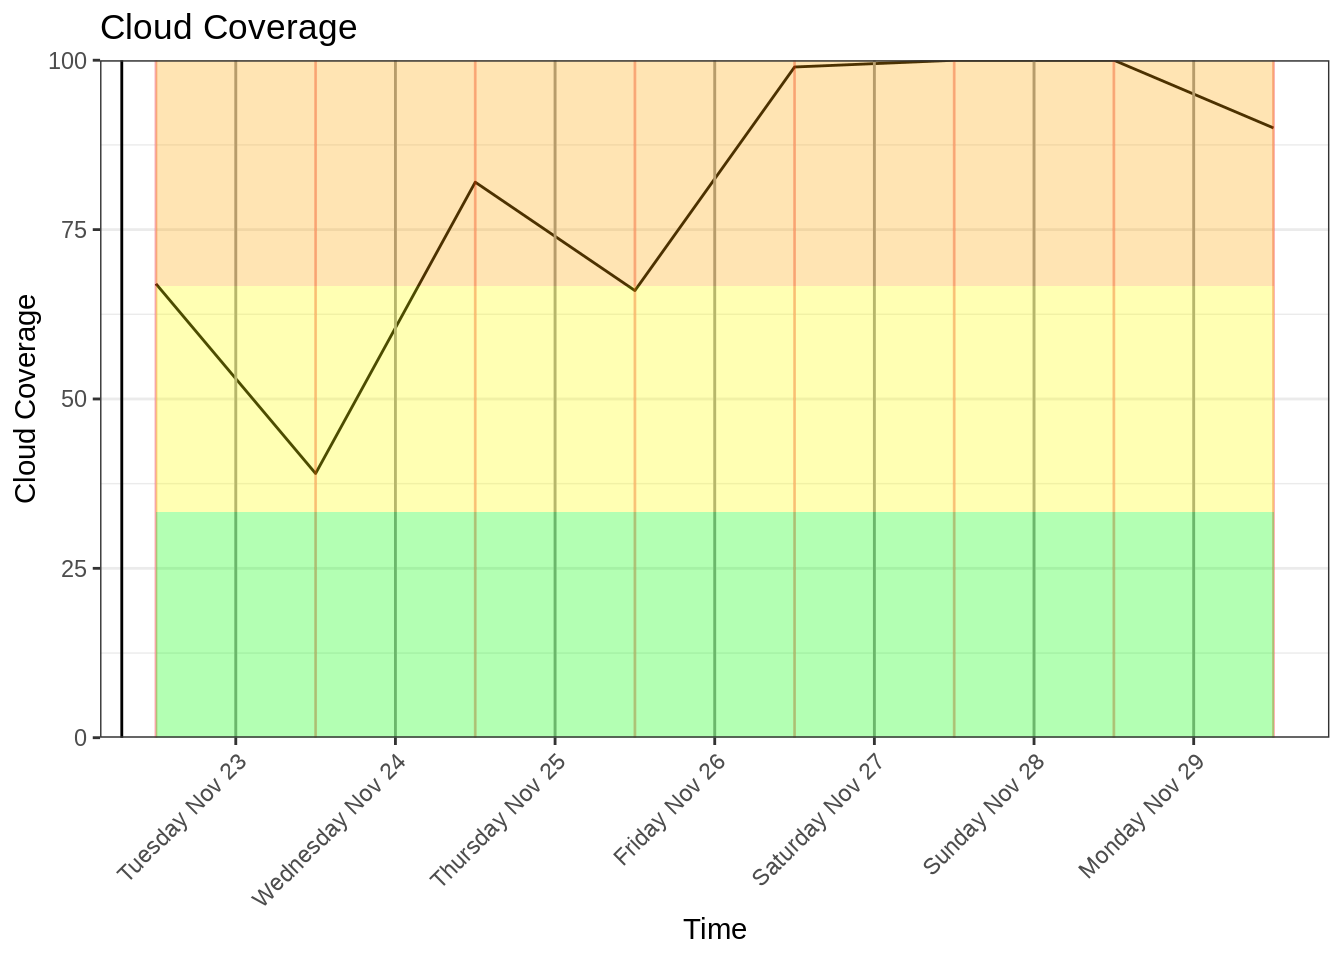 Cloud Coverage
Cloud Coverage
100
75
50
25
0
Tuesday Nov 23
Wednesday Nov 24
Thursday Nov 25
Friday Nov 26
Saturday Nov 27
Sunday Nov 28
Monday Nov 29
Time